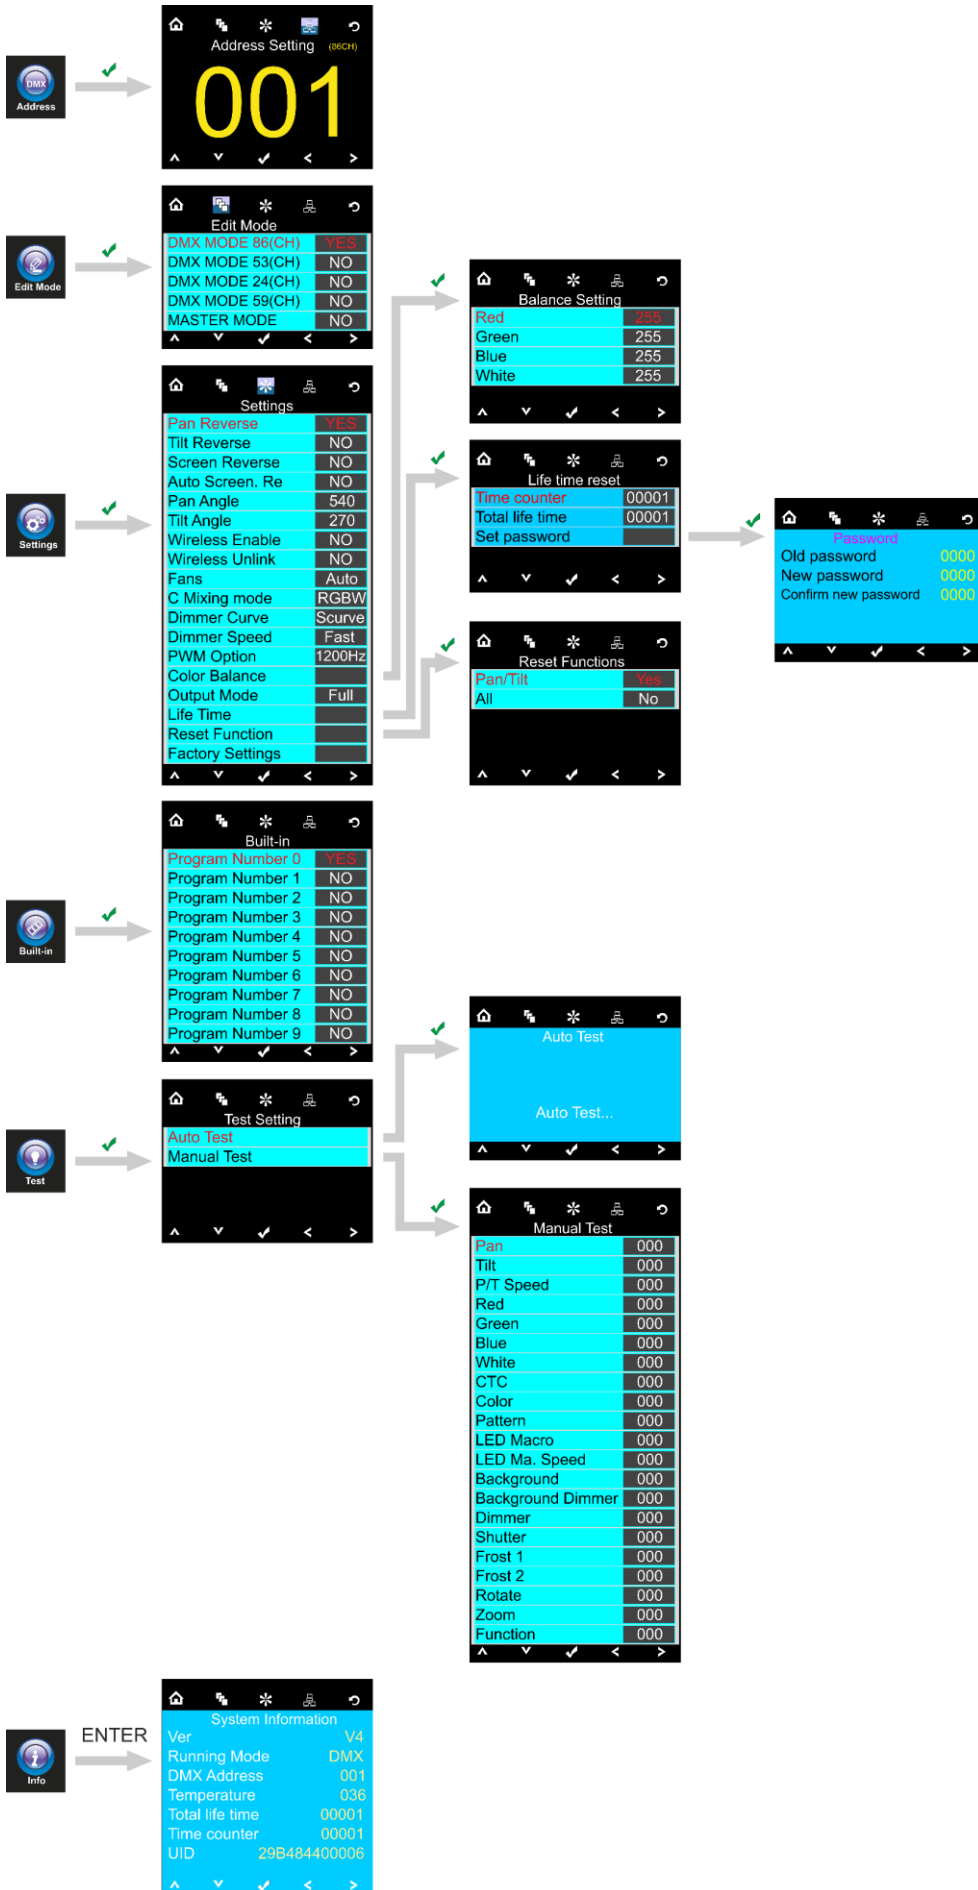 Address Setting (86CH)
001
DMX
Address
Edit Mode
DMX MODE 86(CH) YES
DMX MODE 53(CH) NO
DMX MODE 24(CH) NO
DMX MODE 59(CH) NO
MASTER MODE NO
Edit Mode
Balance Setting
Red 255
Green 255
Blue 255
White 255
Settings
Pan Reverse YES
Tilt Reverse NO
Screen Reverse NO
Auto Screen. Re NO
Pan Angle 540
Tilt Angle 270
Wireless Enable NO
Wireless Unlink NO
Fans Auto
C Mixing mode RGBW
Dimmer Curve Scurve
Dimmer Speed Fast
PWM Option 1200Hz
Color Balance
Output Mode Full
Life Time
Reset Function
Factory Settings
Settings
Life time reset
Time counter 00001
Total life time 00001
Set password
Password
Old password 0000
New password 0000
Confirm new password 0000
Reset Functions
Pan/Tilt Yes
All No
Built-in
Program Number 0 YES
Program Number 1 NO
Program Number 2 NO
Program Number 3 NO
Program Number 4 NO
Program Number 5 NO
Program Number 6 NO
Program Number 7 NO
Program Number 8 NO
Program Number 9 NO
Built-in
Test Setting
Auto Test
Manual Test
Test
Auto Test
Auto Test...
Manual Test
Pan 000
Tilt 000
P/T Speed 000
Red 000
Green 000
Blue 000
White 000
CTC 000
Color 000
Pattern 000
LED Macro 000
LED Ma. Speed 000
Background 000
Background Dimmer 000
Dimmer 000
Shutter 000
Frost 1 000
Frost 2 000
Rotate 000
Zoom 000
Function 000
ENTER
Info
System Information
Ver V4
Running Mode DMX
DMX Address 001
Temperature 036
Total life time 00001
Time counter 00001
UID 29B484400006